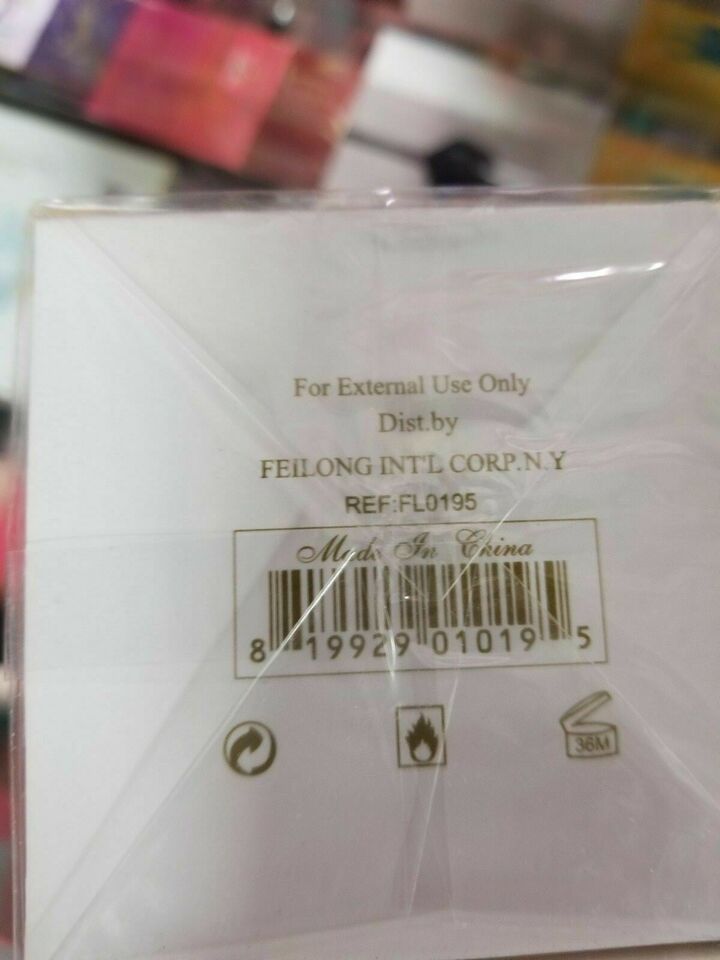 For External Use Only
Dist.by
FEILONG INT'L CORP.N.Y
REF:FL0195
Made In China
8 19929 01019 5
36M